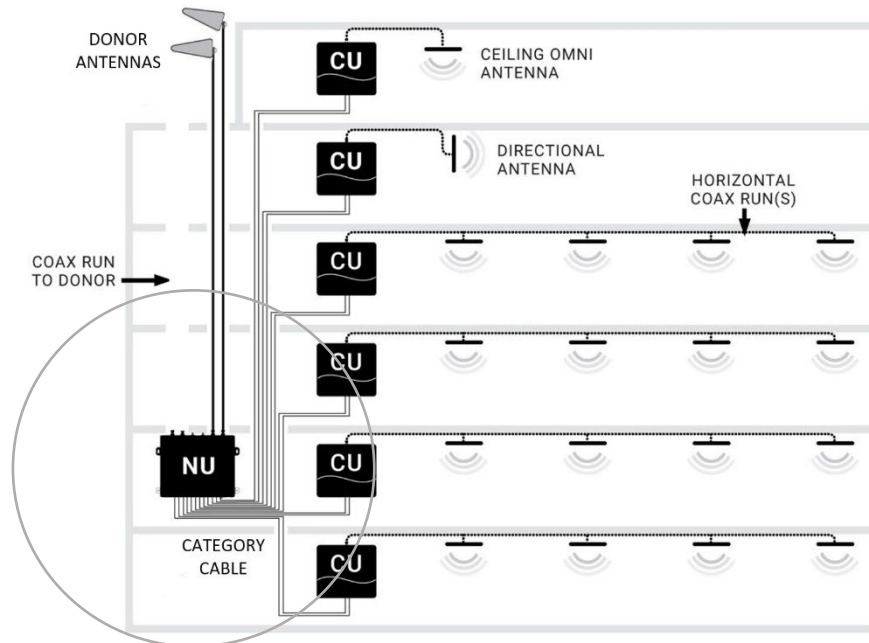 DONOR
ANTENNAS
CU
CEILING OMNI
ANTENNA
CU
DIRECTIONAL
ANTENNA
HORIZONTAL
COAX RUN(S)
COAX RUN
TO DONOR
CU
CU
NU
CU
CATEGORY
CABLE
CU